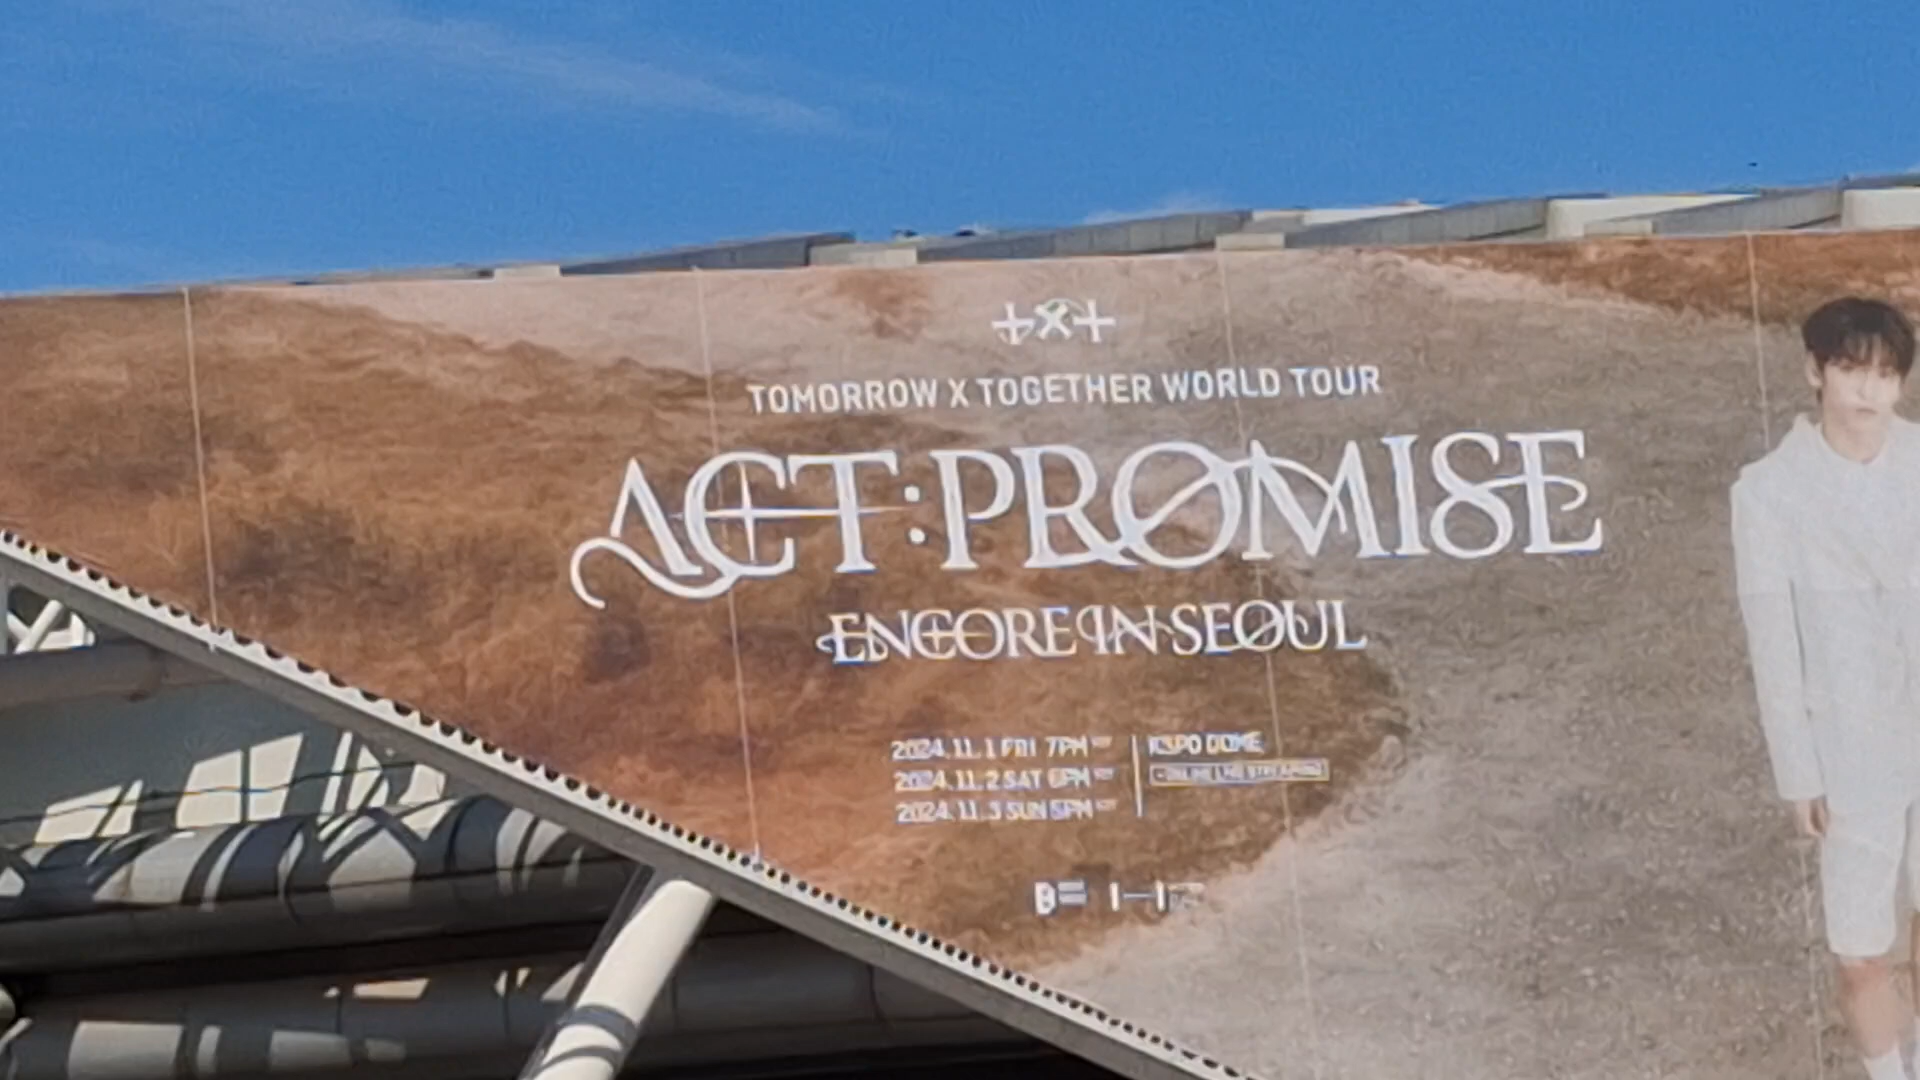 TXT
TOMORROW X TOGETHER WORLD TOUR
ACT : PROMISE
ENCORE IN SEOUL
2024. 11. 1 FRI 7PM
2024. 11. 2 SAT 6PM
2024. 11. 3 SUN 5PM
KSPO DOME